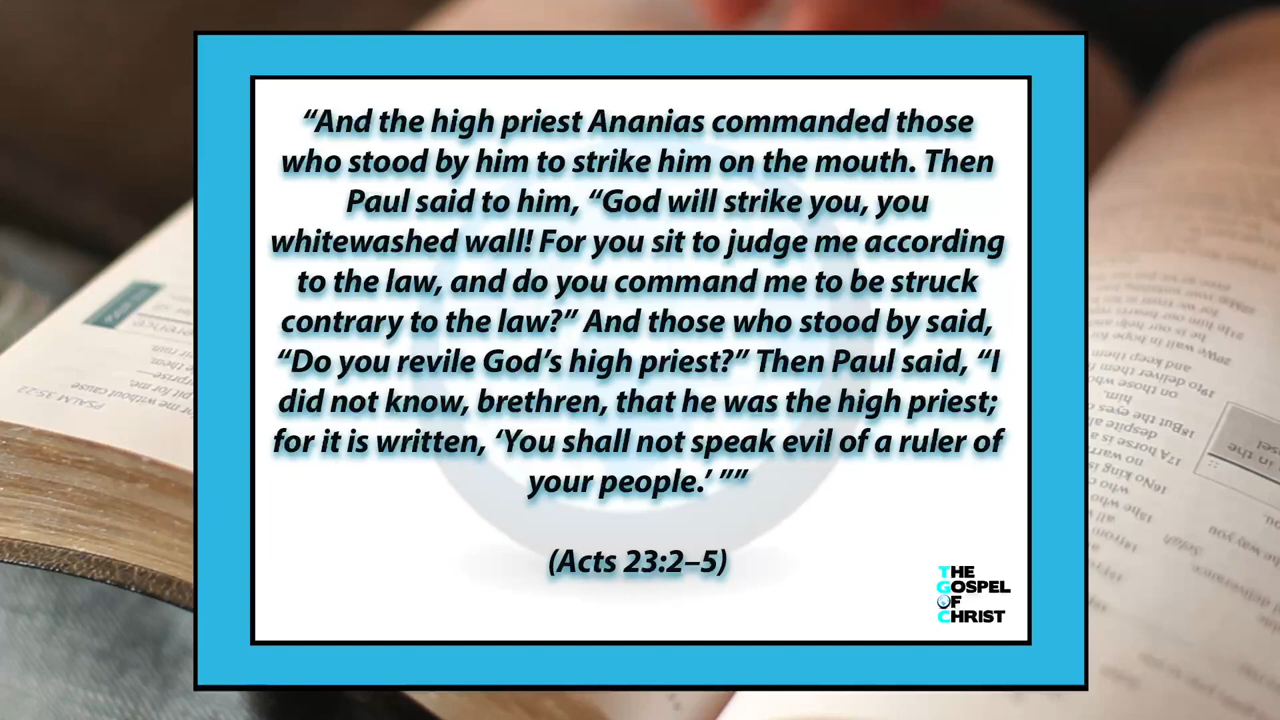 “And the high priest Ananias commanded those
who stood by him to strike him on the mouth. Then
Paul said to him, “God will strike you, you
whitewashed wall! For you sit to judge me according
to the law, and do you command me to be struck
contrary to the law?” And those who stood by said,
“Do you revile God’s high priest?” Then Paul said, “I
did not know, brethren, that he was the high priest;
for it is written, ‘You shall not speak evil of a ruler of
your people.’ ””
(Acts 23:2–5)
THE
GOSPEL
OF
CHRIST
PSALM 35:22